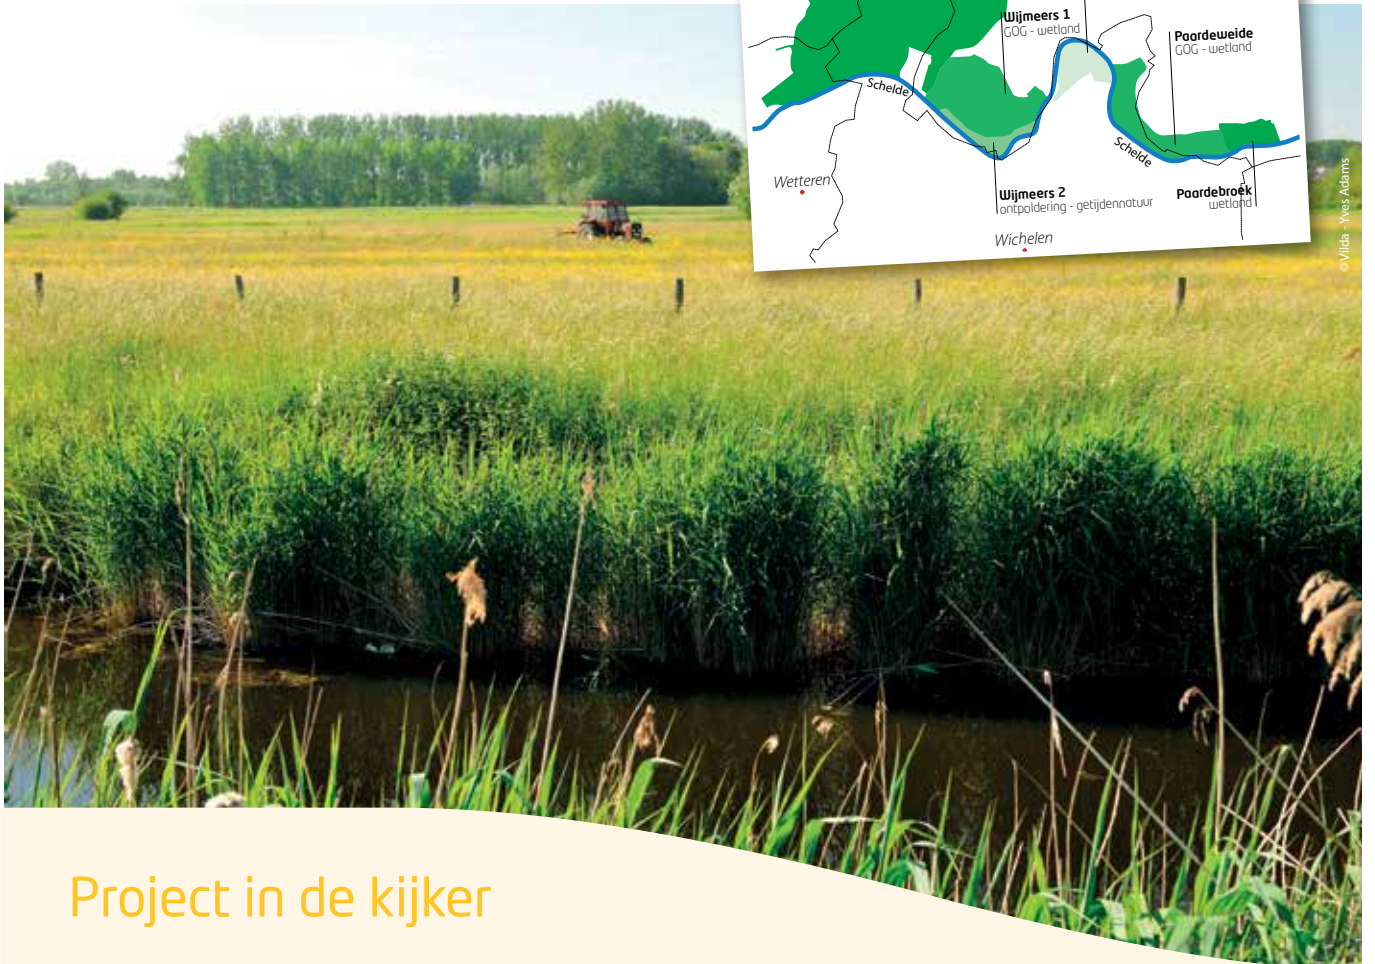 Wijmeers 1
GOG - wetland
Paardeweide
GOG - wetland
Schelde
Schelde
Wetteren
Wijmeers 2
ontpoldering - getijdennatuur
Paardebroek
wetland
Wichelen
©Vilda - Yves Adams
Project in de kijker